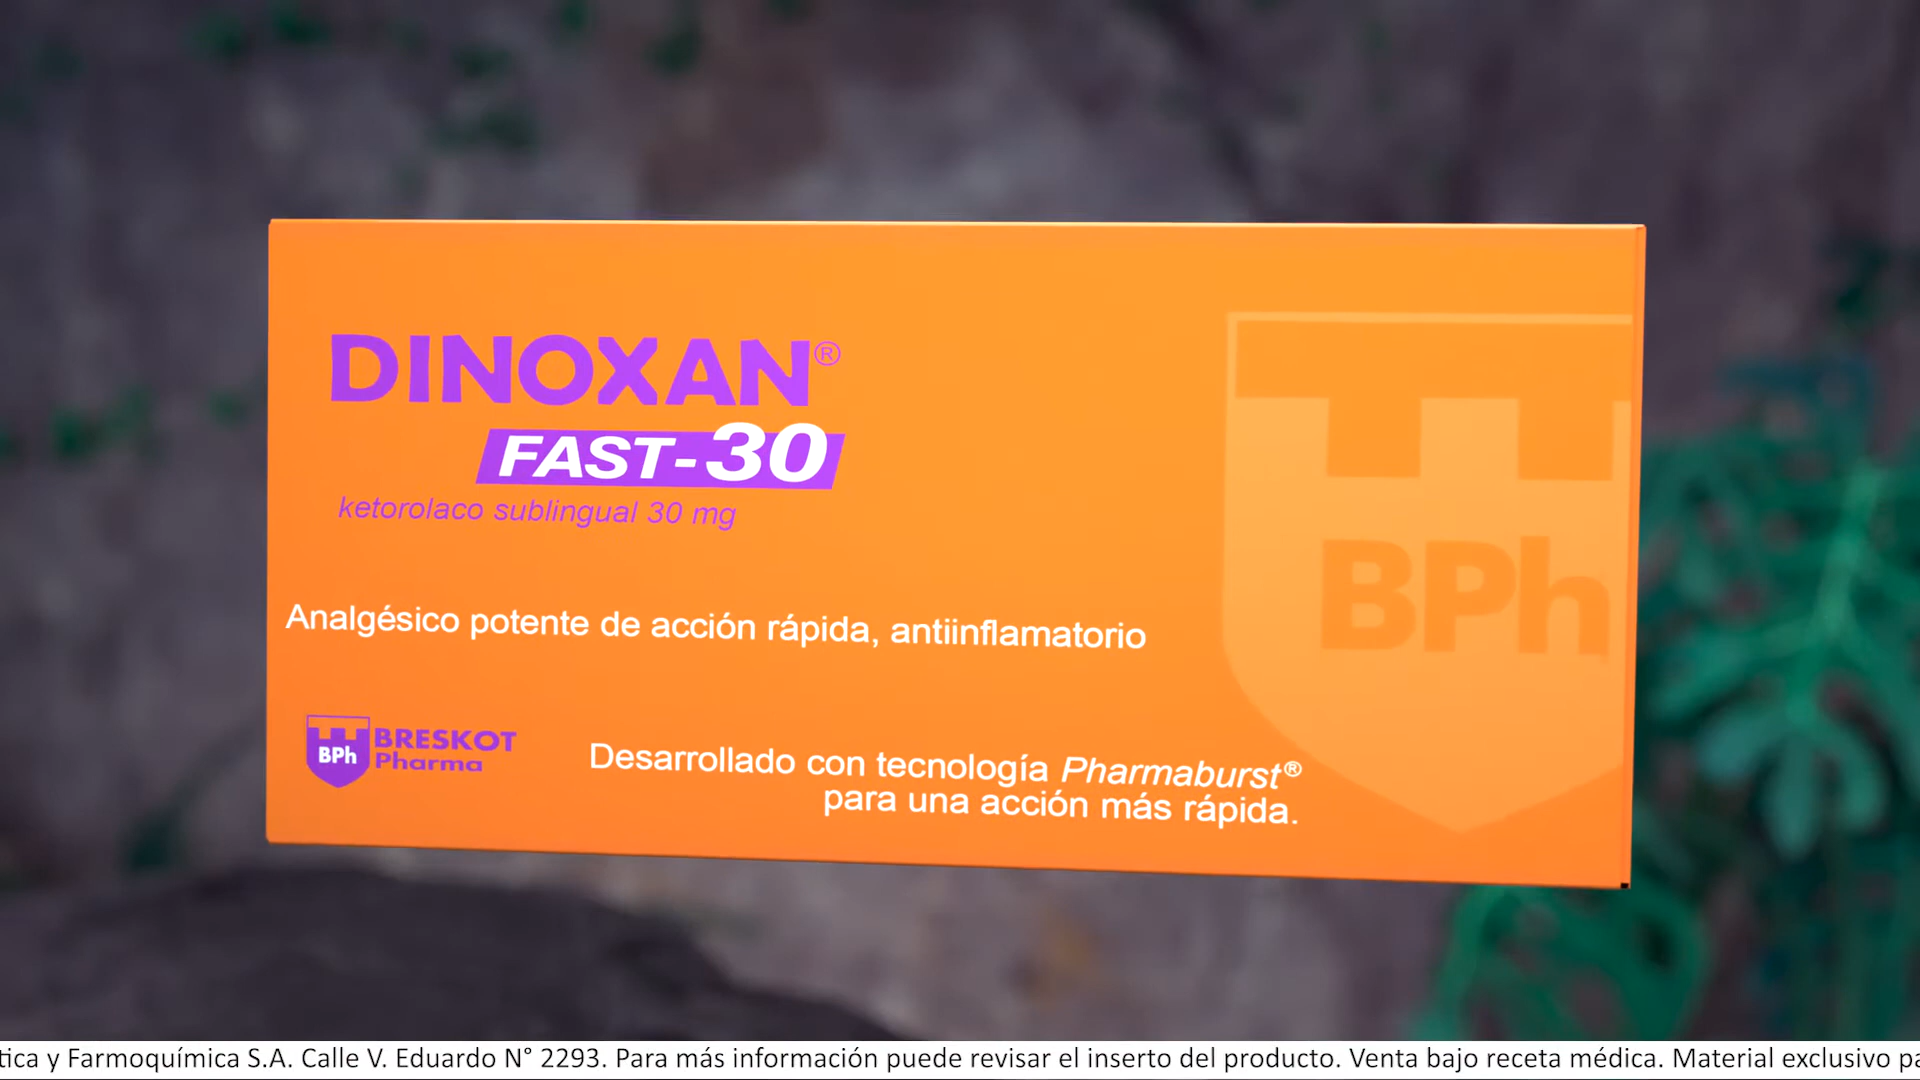 DINOXAN®
FAST-30
ketorolaco sublingual 30 mg
Analgésico potente de acción rápida, antiinflamatorio
BPh
BPh
BRESKOT
Pharma
Desarrollado con tecnología Pharmaburst®
para una acción más rápida.
y Farmoquímica S.A. Calle V. Eduardo N° 2293. Para más información puede revisar el inserto del producto. Venta bajo receta médica. Material exclusivo